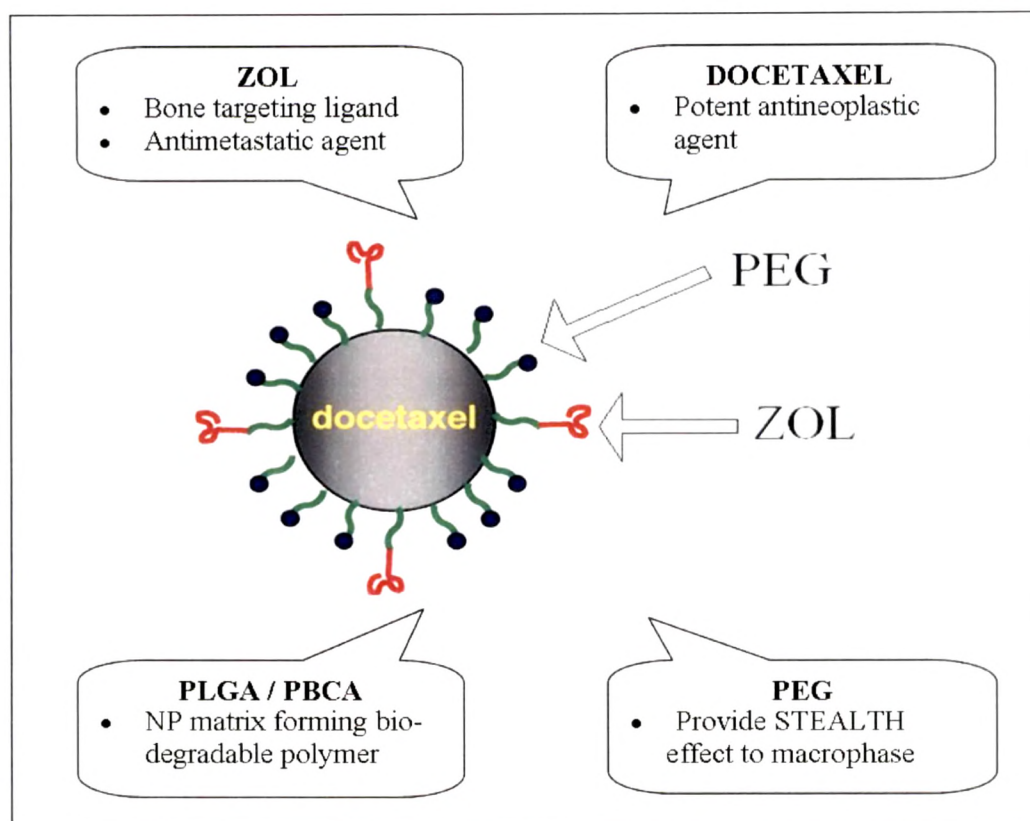 ZOL
• Bone targeting ligand
• Antimetastatic agent
DOCETAXEL
• Potent antineoplastic
agent
PEG
docetaxel
ZOL
PLGA / PBCA
• NP matrix forming bio-
degradable polymer
PEG
• Provide STEALTH
effect to macrophase